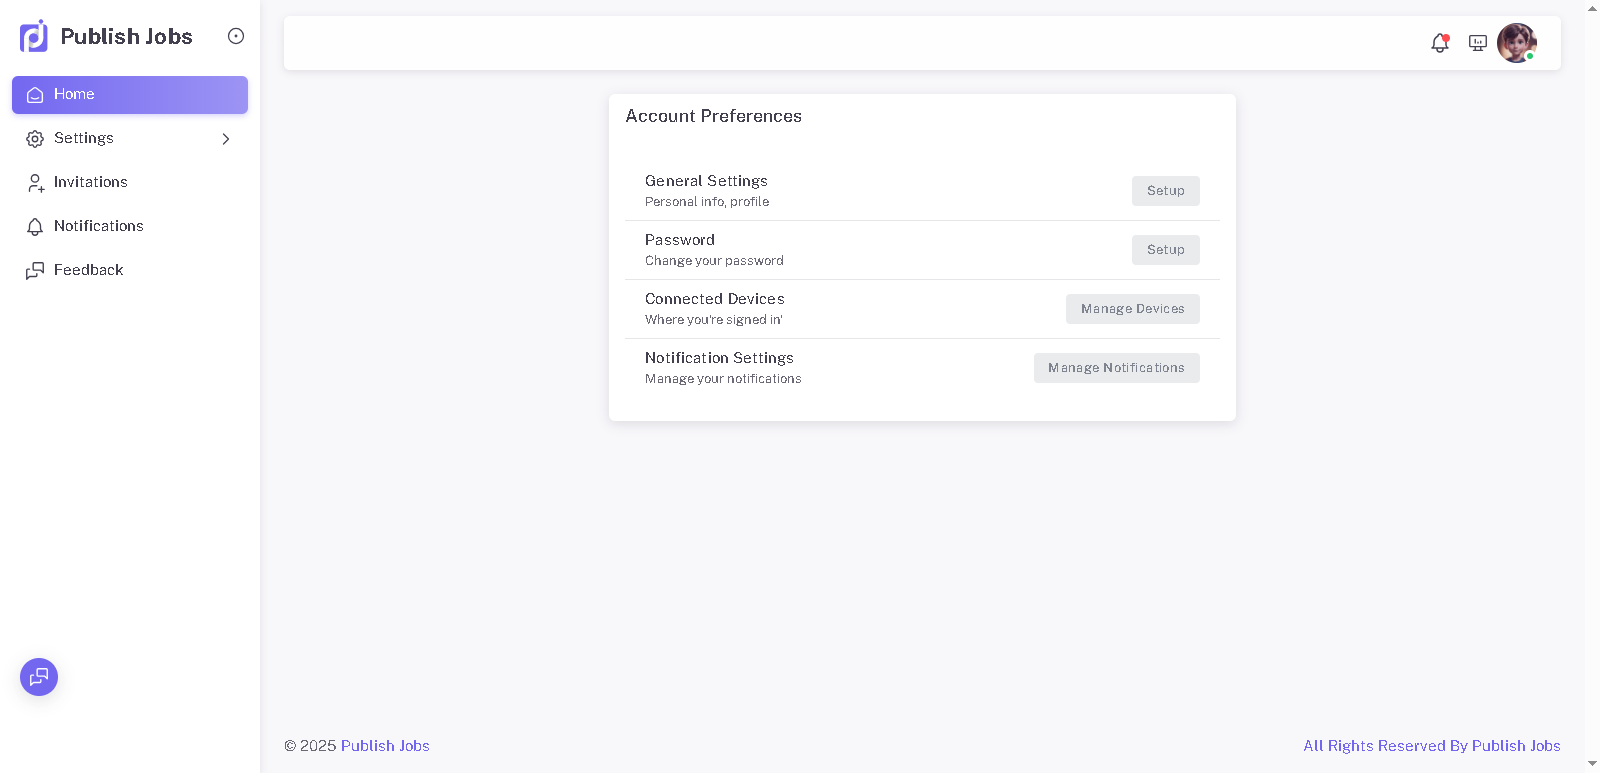 Publish Jobs
Home
Settings
Invitations
Notifications
Feedback
Account Preferences
General Settings
Personal info, profile
Setup
Password
Change your password
Setup
Connected Devices
Where you're signed in'
Manage Devices
Notification Settings
Manage your notifications
Manage Notifications
© 2025 Publish Jobs
All Rights Reserved By Publish Jobs